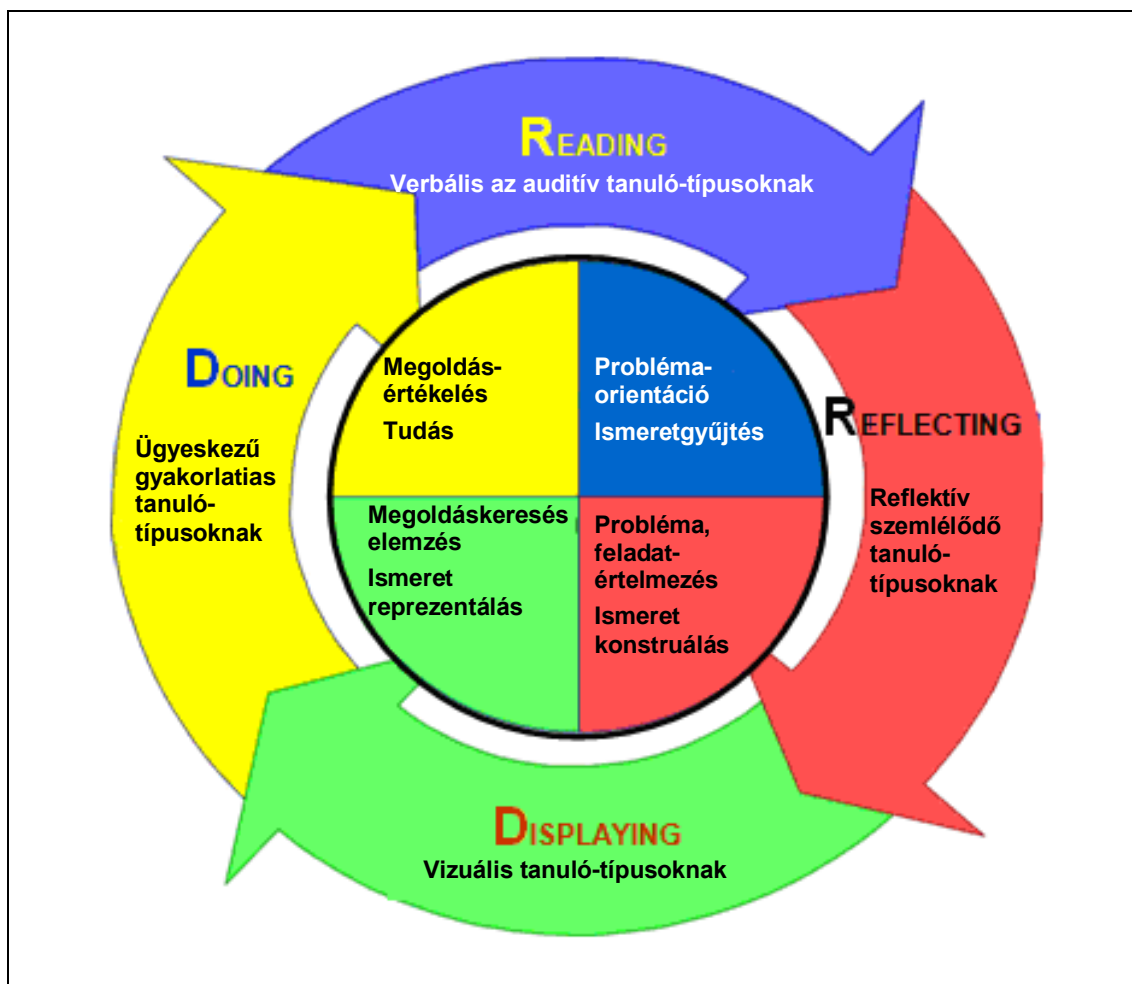 READING
Verbális az auditív tanuló-típusoknak
DOING
Ügyeskezű
gyakorlatias
tanuló-
típusoknak
Megoldás-
értékelés
Tudás
Probléma-
orientáció
Ismeretgyűjtés
REFLECTING
Reflektív
szemlélődő
tanuló-
típusoknak
Megoldáskeresés
elemzés
Ismeret
reprezentálás
Probléma,
feladat-
értelmezés
Ismeret
konstruálás
DISPLAYING
Vizuális tanuló-típusoknak